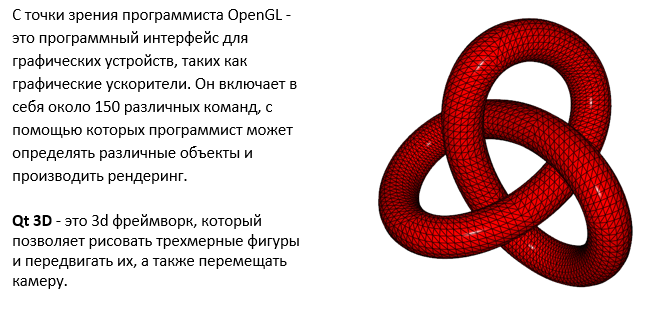 С точки зрения программиста OpenGL -
это программный интерфейс для
графических устройств, таких как
графические ускорители. Он включает в
себя около 150 различных команд, с
помощью которых программист может
определять различные объекты и
производить рендеринг.
Qt 3D - это 3d фреймворк, который
позволяет рисовать трехмерные фигуры
и передвигать их, а также перемещать
камеру.